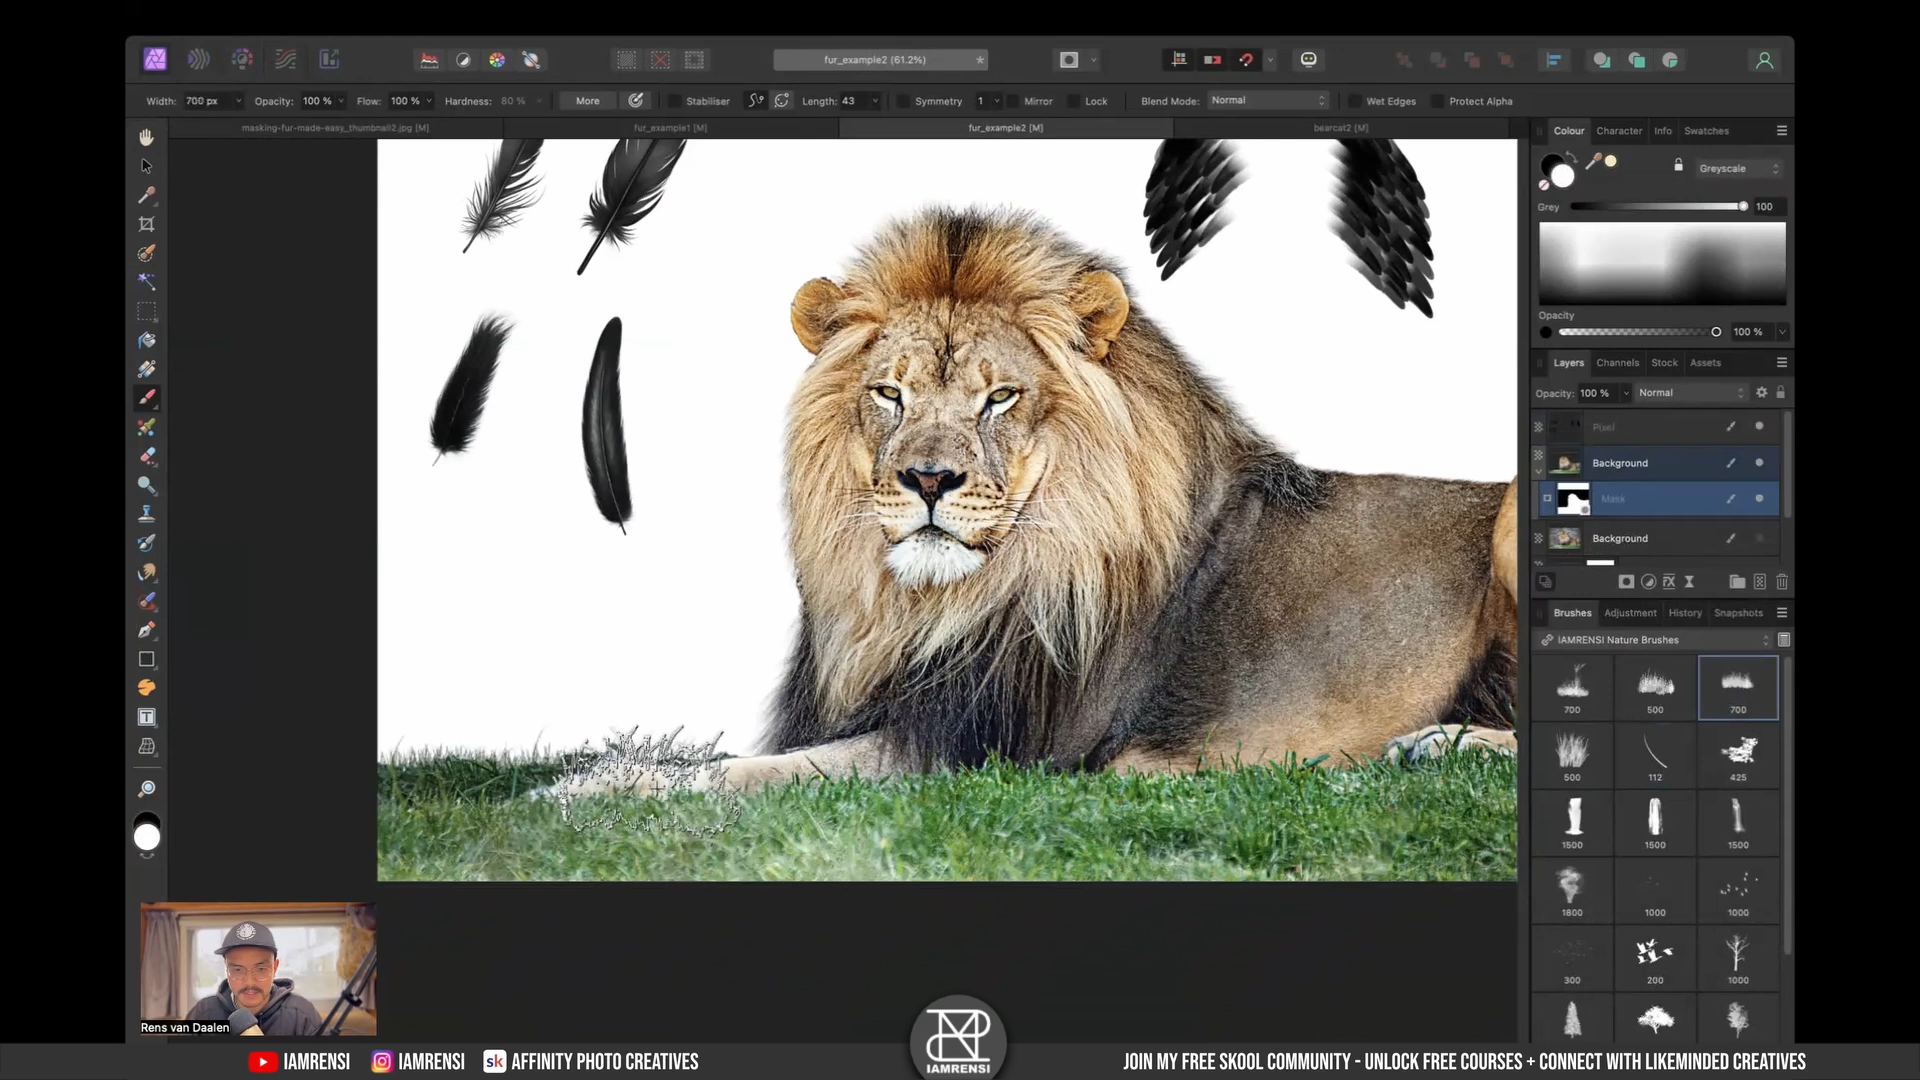 fur_example2 (61.2%)
*
Width: 700 px
Opacity: 100 %
Flow: 100 %
Hardness: 80 %
More
Stabiliser
Length: 43
Symmetry
1
Mirror
Lock
Blend Mode: Normal
Wet Edges
Protect Alpha
masking-fur-made-easy_thumbnail2.jpg [M]
fur_example1 [M]
fur_example2 [M]
bearcat2 [M]
Colour Character Info Swatches
Greyscale
Grey 100
Opacity
100 %
Layers Channels Stock Assets
Opacity: 100 % Normal
Pixel
Background
Mask
Background
Brushes Adjustment History Snapshots
IAMRENSI Nature Brushes
700 500 700
500 112 425
1500 1500 1500
1800 1000 1000
300 200 1000
Rens van Daalen
IAMRENSI
IAMRENSI
sk AFFINITY PHOTO CREATIVES
IAMRENSI
JOIN MY FREE SKOOL COMMUNITY - UNLOCK FREE COURSES + CONNECT WITH LIKEMINDED CREATIVES